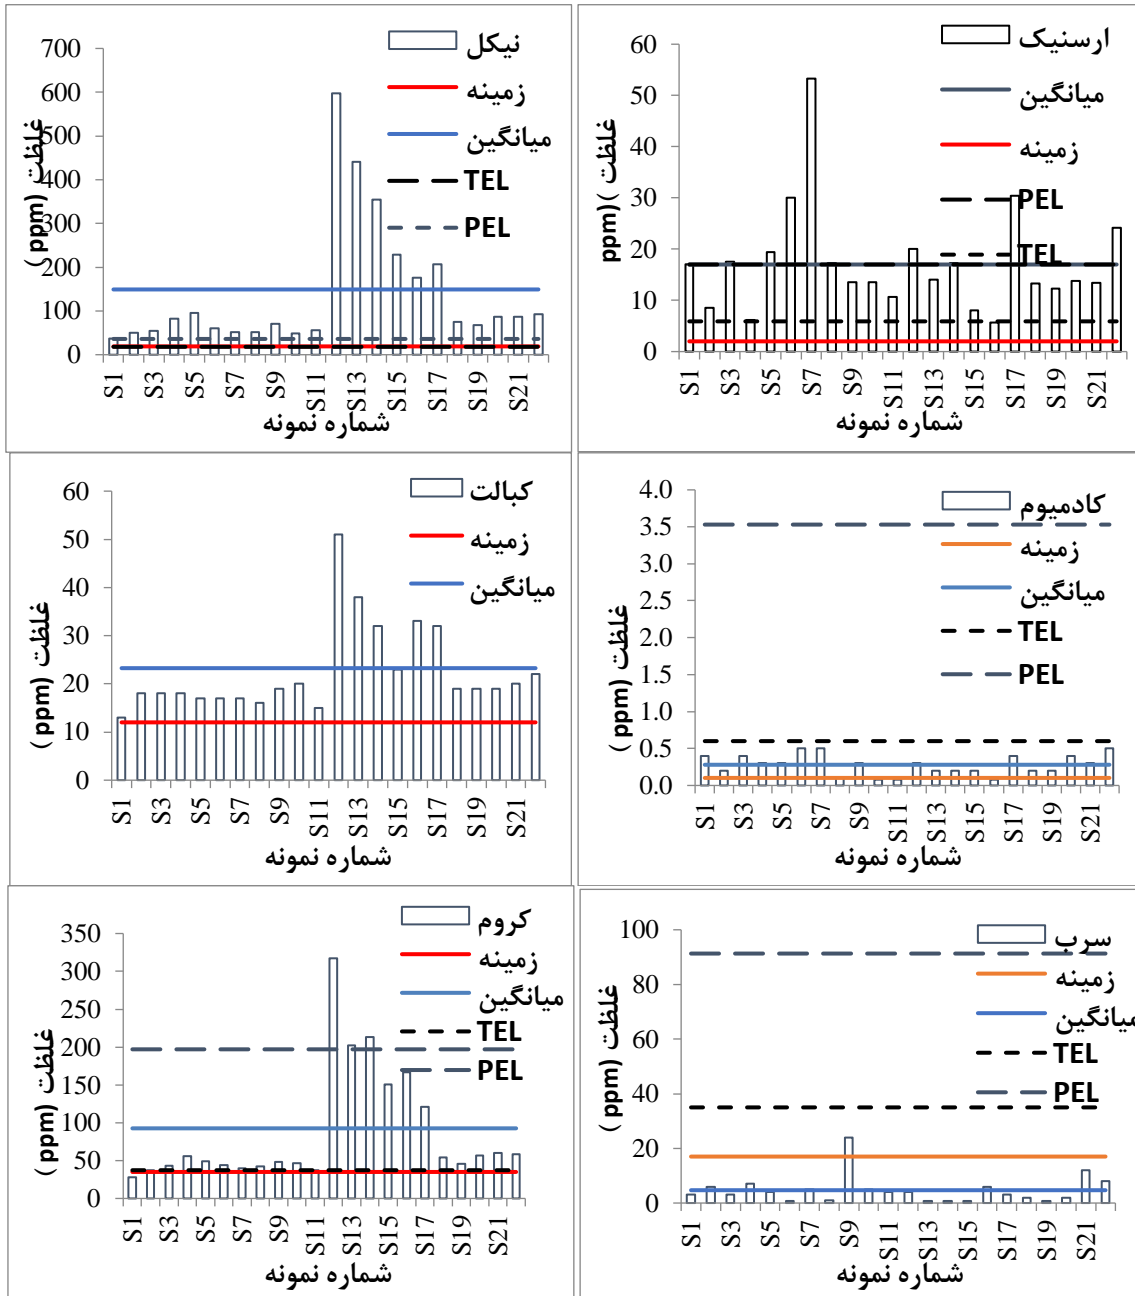 نیکل
زمینه
میانگین
TEL
PEL
700
600
500
400
300
200
100
0
غلظت (ppm)
S1 S3 S5 S7 S9 S11 S13 S15 S17 S19 S21
شماره نمونه
ارسنیک
میانگین
زمینه
PEL
TEL
60
50
40
30
20
10
0
غلظت )(ppm
S1 S3 S5 S7 S9 S11 S13 S15 S17 S19 S21
شماره نمونه
کبالت
زمینه
میانگین
60
50
40
30
20
10
0
غلظت (ppm)
S1 S3 S5 S7 S9 S11 S13 S15 S17 S19 S21
شماره نمونه
کادمیوم
زمینه
میانگین
TEL
PEL
4.0
3.5
3.0
2.5
2.0
1.5
1.0
0.5
0.0
غلظت (ppm)
S1 S3 S5 S7 S9 S11 S13 S15 S17 S19 S21
شماره نمونه
کروم
زمینه
میانگین
TEL
PEL
350
300
250
200
150
100
50
0
غلظت (ppm)
S1 S3 S5 S7 S9 S11 S13 S15 S17 S19 S21
شماره نمونه
سرب
زمینه
میانگین
TEL
PEL
100
80
60
40
20
0
غلظت (ppm)
S1 S3 S5 S7 S9 S11 S13 S15 S17 S19 S21
شماره نمونه